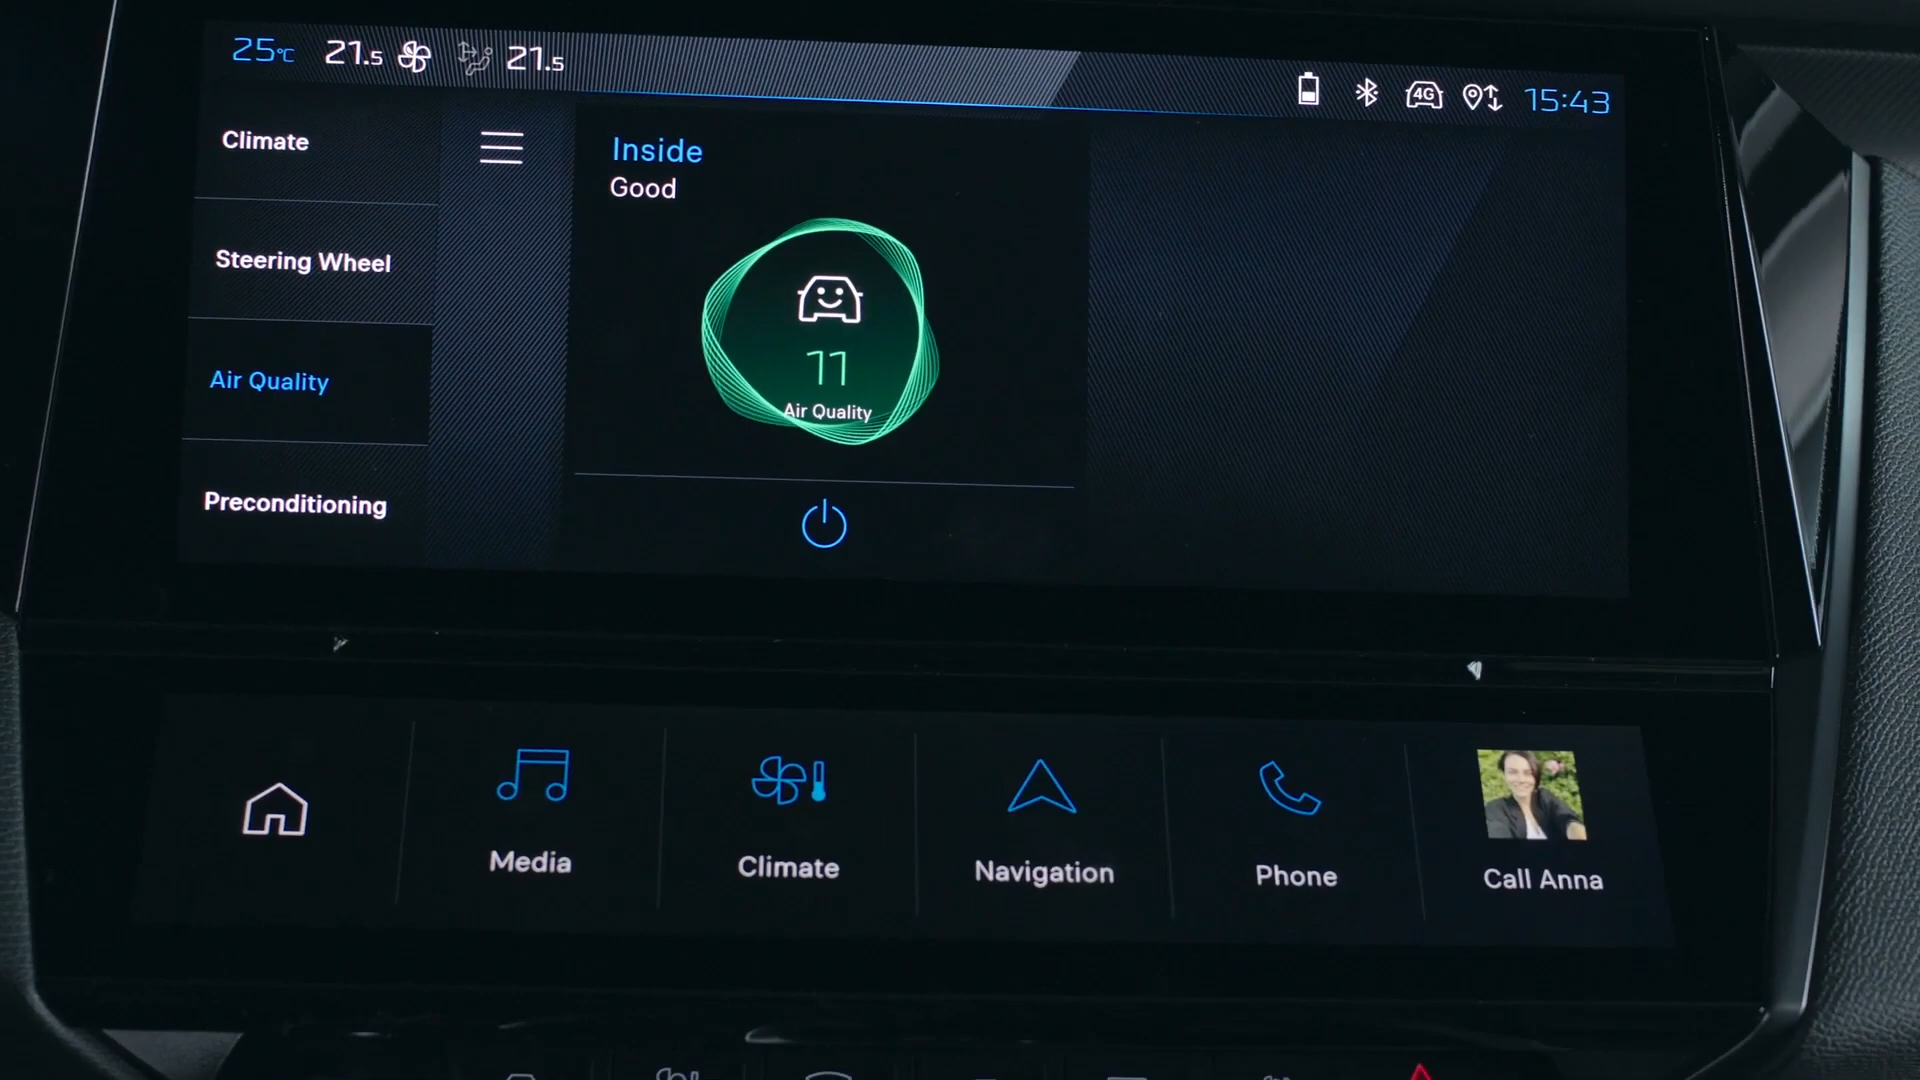 25°C 21.5 21.5
4G 15:43
Climate
Steering Wheel
Air Quality
Preconditioning
Inside
Good
11
Air Quality
Media
Climate
Navigation
Phone
Call Anna